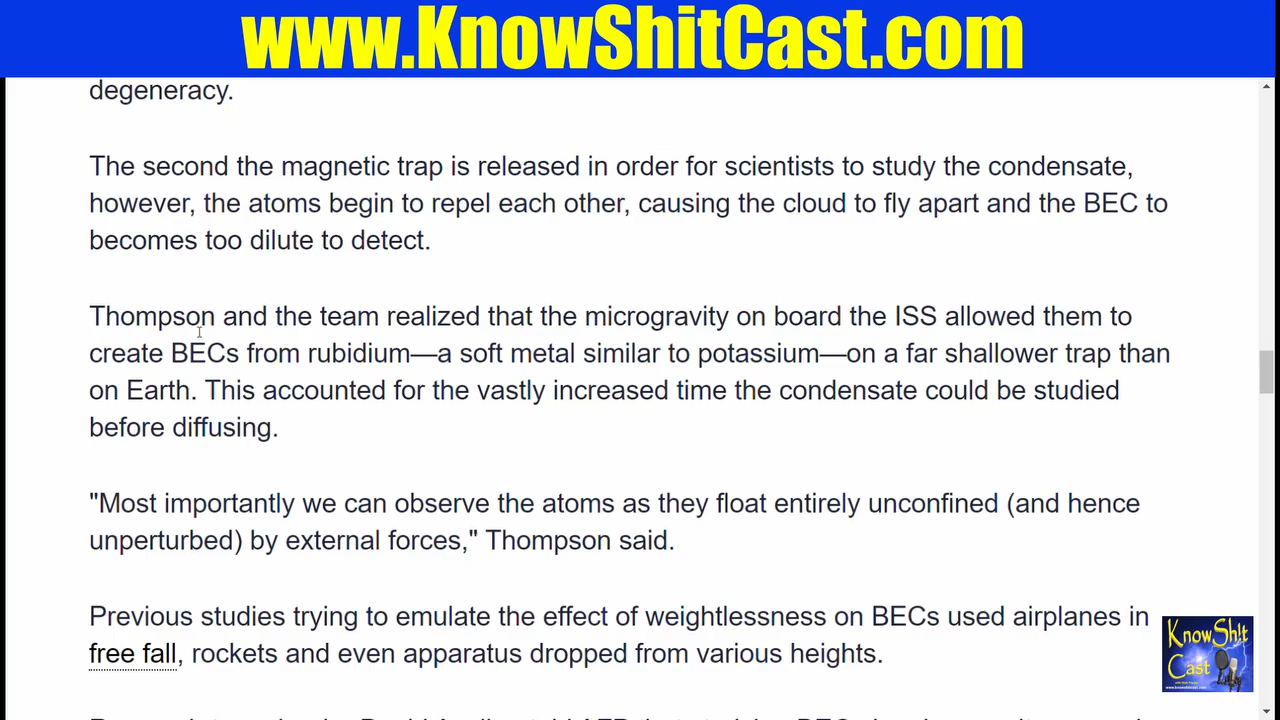 www.KnowShitCast.com
degeneracy.
The second the magnetic trap is released in order for scientists to study the condensate,
however, the atoms begin to repel each other, causing the cloud to fly apart and the BEC to
becomes too dilute to detect.
Thompson and the team realized that the microgravity on board the ISS allowed them to
create BECs from rubidium—a soft metal similar to potassium—on a far shallower trap than
on Earth. This accounted for the vastly increased time the condensate could be studied
before diffusing.
"Most importantly we can observe the atoms as they float entirely unconfined (and hence
unperturbed) by external forces," Thompson said.
Previous studies trying to emulate the effect of weightlessness on BECs used airplanes in
free fall, rockets and even apparatus dropped from various heights.
KnowSh!t
Cast
www.knowshitcast.com